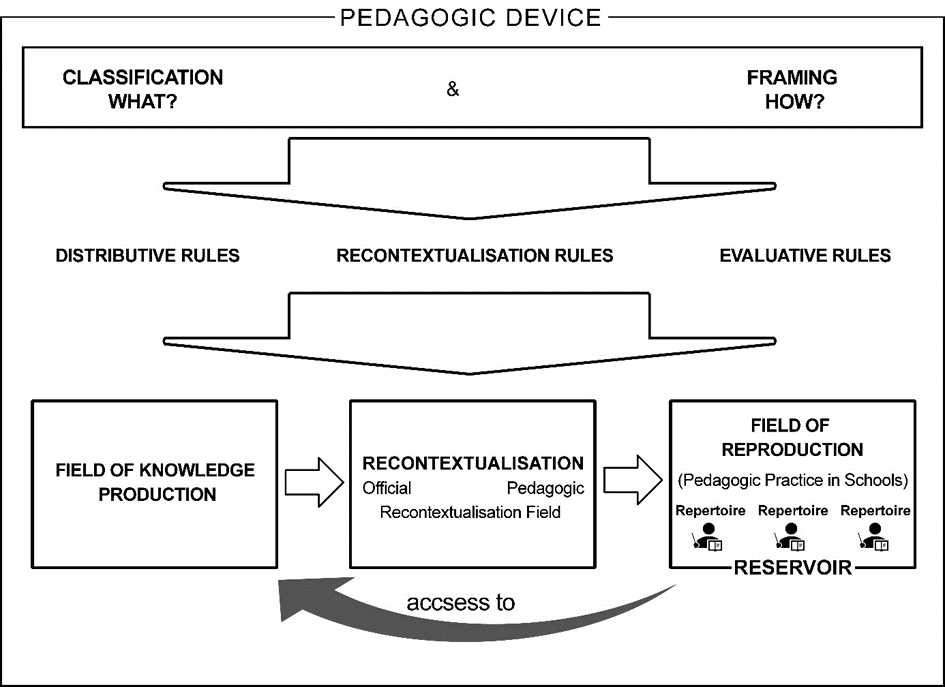 PEDAGOGIC DEVICE
CLASSIFICATION
WHAT?
&
FRAMING
HOW?
DISTRIBUTIVE RULES
RECONTEXTUALISATION RULES
EVALUATIVE RULES
FIELD OF KNOWLEDGE
PRODUCTION
RECONTEXTUALISATION
Official Pedagogic
Recontextualisation Field
FIELD OF
REPRODUCTION
(Pedagogic Practice in Schools)
Repertoire Repertoire Repertoire
RESERVOIR
accsess to